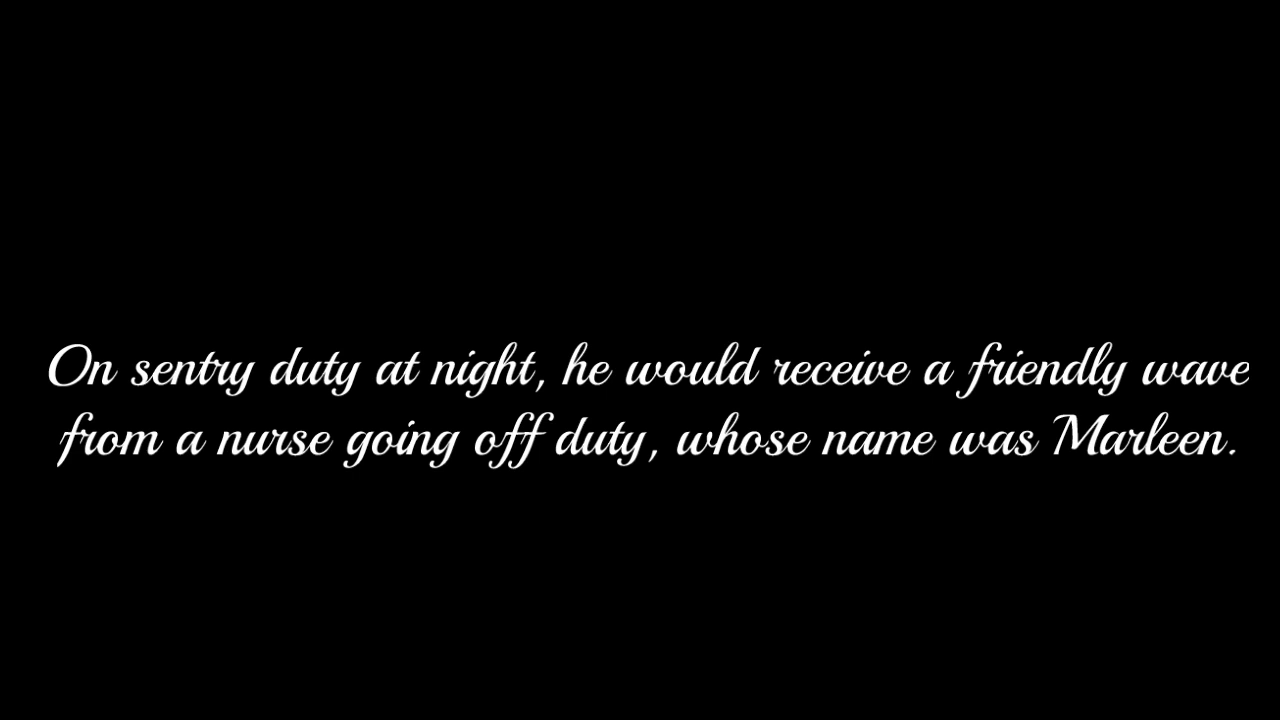 On sentry duty at night, he would receive a friendly wave
from a nurse going off duty, whose name was Marleen.